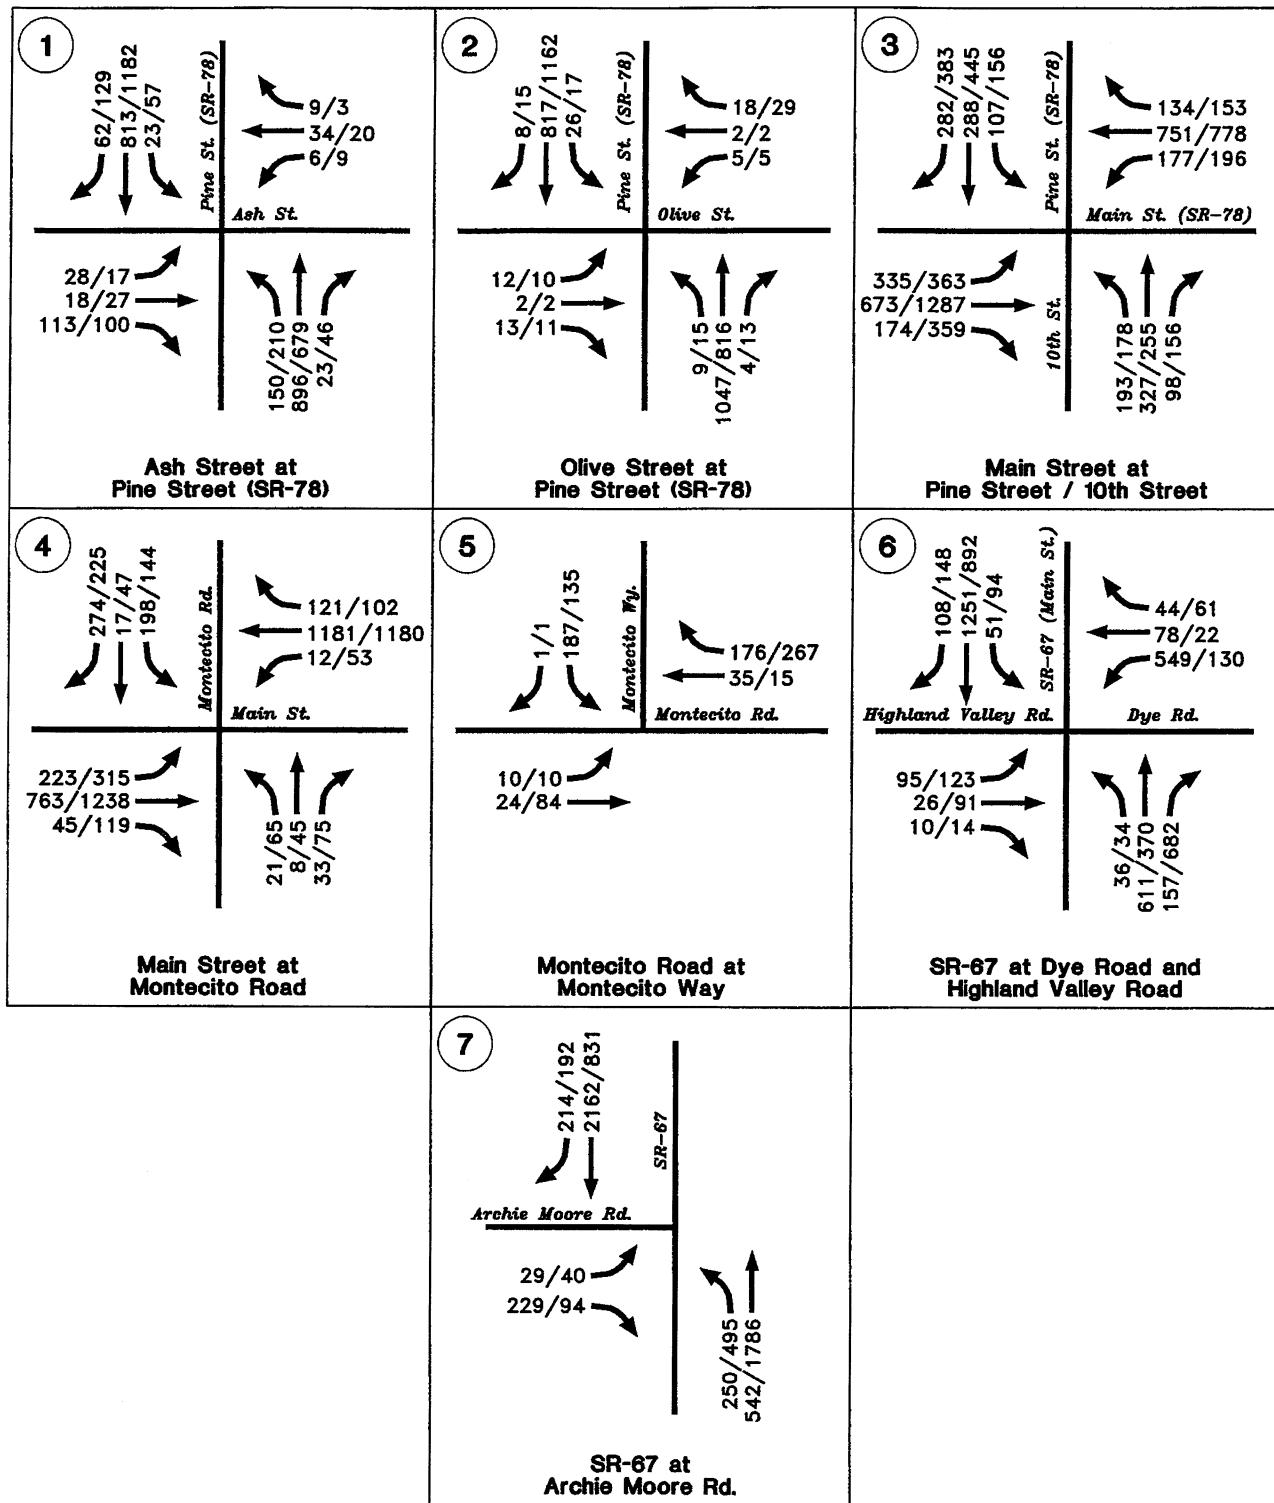 1
62/129
813/1182
23/57
Pine St. (SR-78)
9/3
34/20
6/9
Ash St.
28/17
18/27
113/100
150/210
896/679
23/46
Ash Street at
Pine Street (SR-78)
2
8/15
817/1162
26/17
Pine St. (SR-78)
18/29
2/2
5/5
Olive St.
12/10
2/2
13/11
9/15
1047/816
4/13
Olive Street at
Pine Street (SR-78)
3
282/383
288/445
107/156
Pine St. (SR-78)
134/153
751/778
177/196
Main St. (SR-78)
335/363
673/1287
174/359
10th St.
193/178
327/255
98/156
Main Street at
Pine Street / 10th Street
4
274/225
17/47
198/144
Montecito Rd.
121/102
1181/1180
12/53
Main St.
223/315
763/1238
45/119
21/65
8/45
33/75
Main Street at
Montecito Road
5
1/1
187/135
Montecito Wy.
176/267
35/15
Montecito Rd.
10/10
24/84
Montecito Road at
Montecito Way
6
108/148
1251/892
51/94
SR-67 (Main St.)
44/61
78/22
549/130
Highland Valley Rd.
Dye Rd.
95/123
26/91
10/14
36/34
611/370
157/682
SR-67 at Dye Road and
Highland Valley Road
7
214/192
2162/831
SR-67
Archie Moore Rd.
29/40
229/94
250/495
542/1786
SR-67 at
Archie Moore Rd.